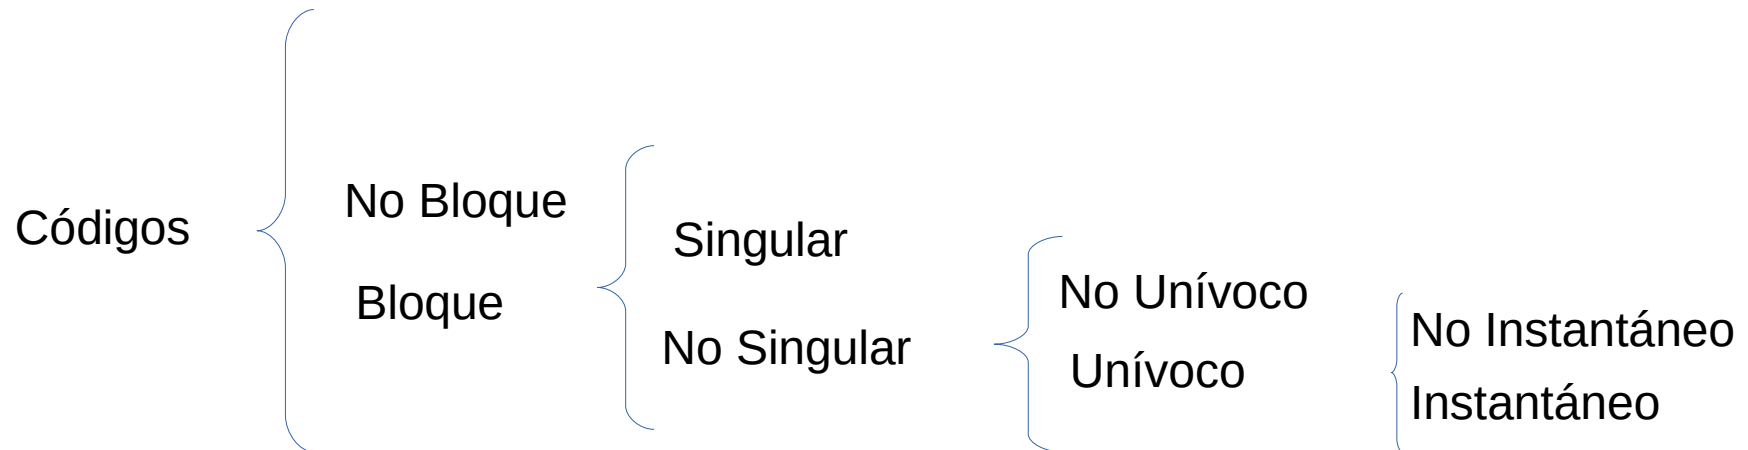 Códigos
No Bloque
Bloque
Singular
No Singular
No Unívoco
Unívoco
No Instantáneo
Instantáneo